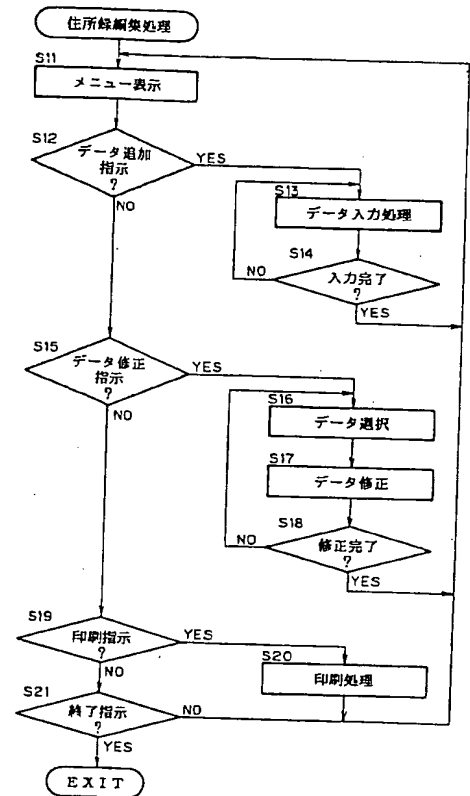 住所録編集処理
S11
メニュー表示
S12
データ追加
指示
?
YES
NO
S13
データ入力処理
S14
入力完了
?
NO
YES
S15
データ修正
指示
?
YES
NO
S16
データ選択
S17
データ修正
S18
修正完了
?
NO
YES
S19
印刷指示
?
YES
NO
S20
印刷処理
S21
終了指示
?
NO
YES
EXIT